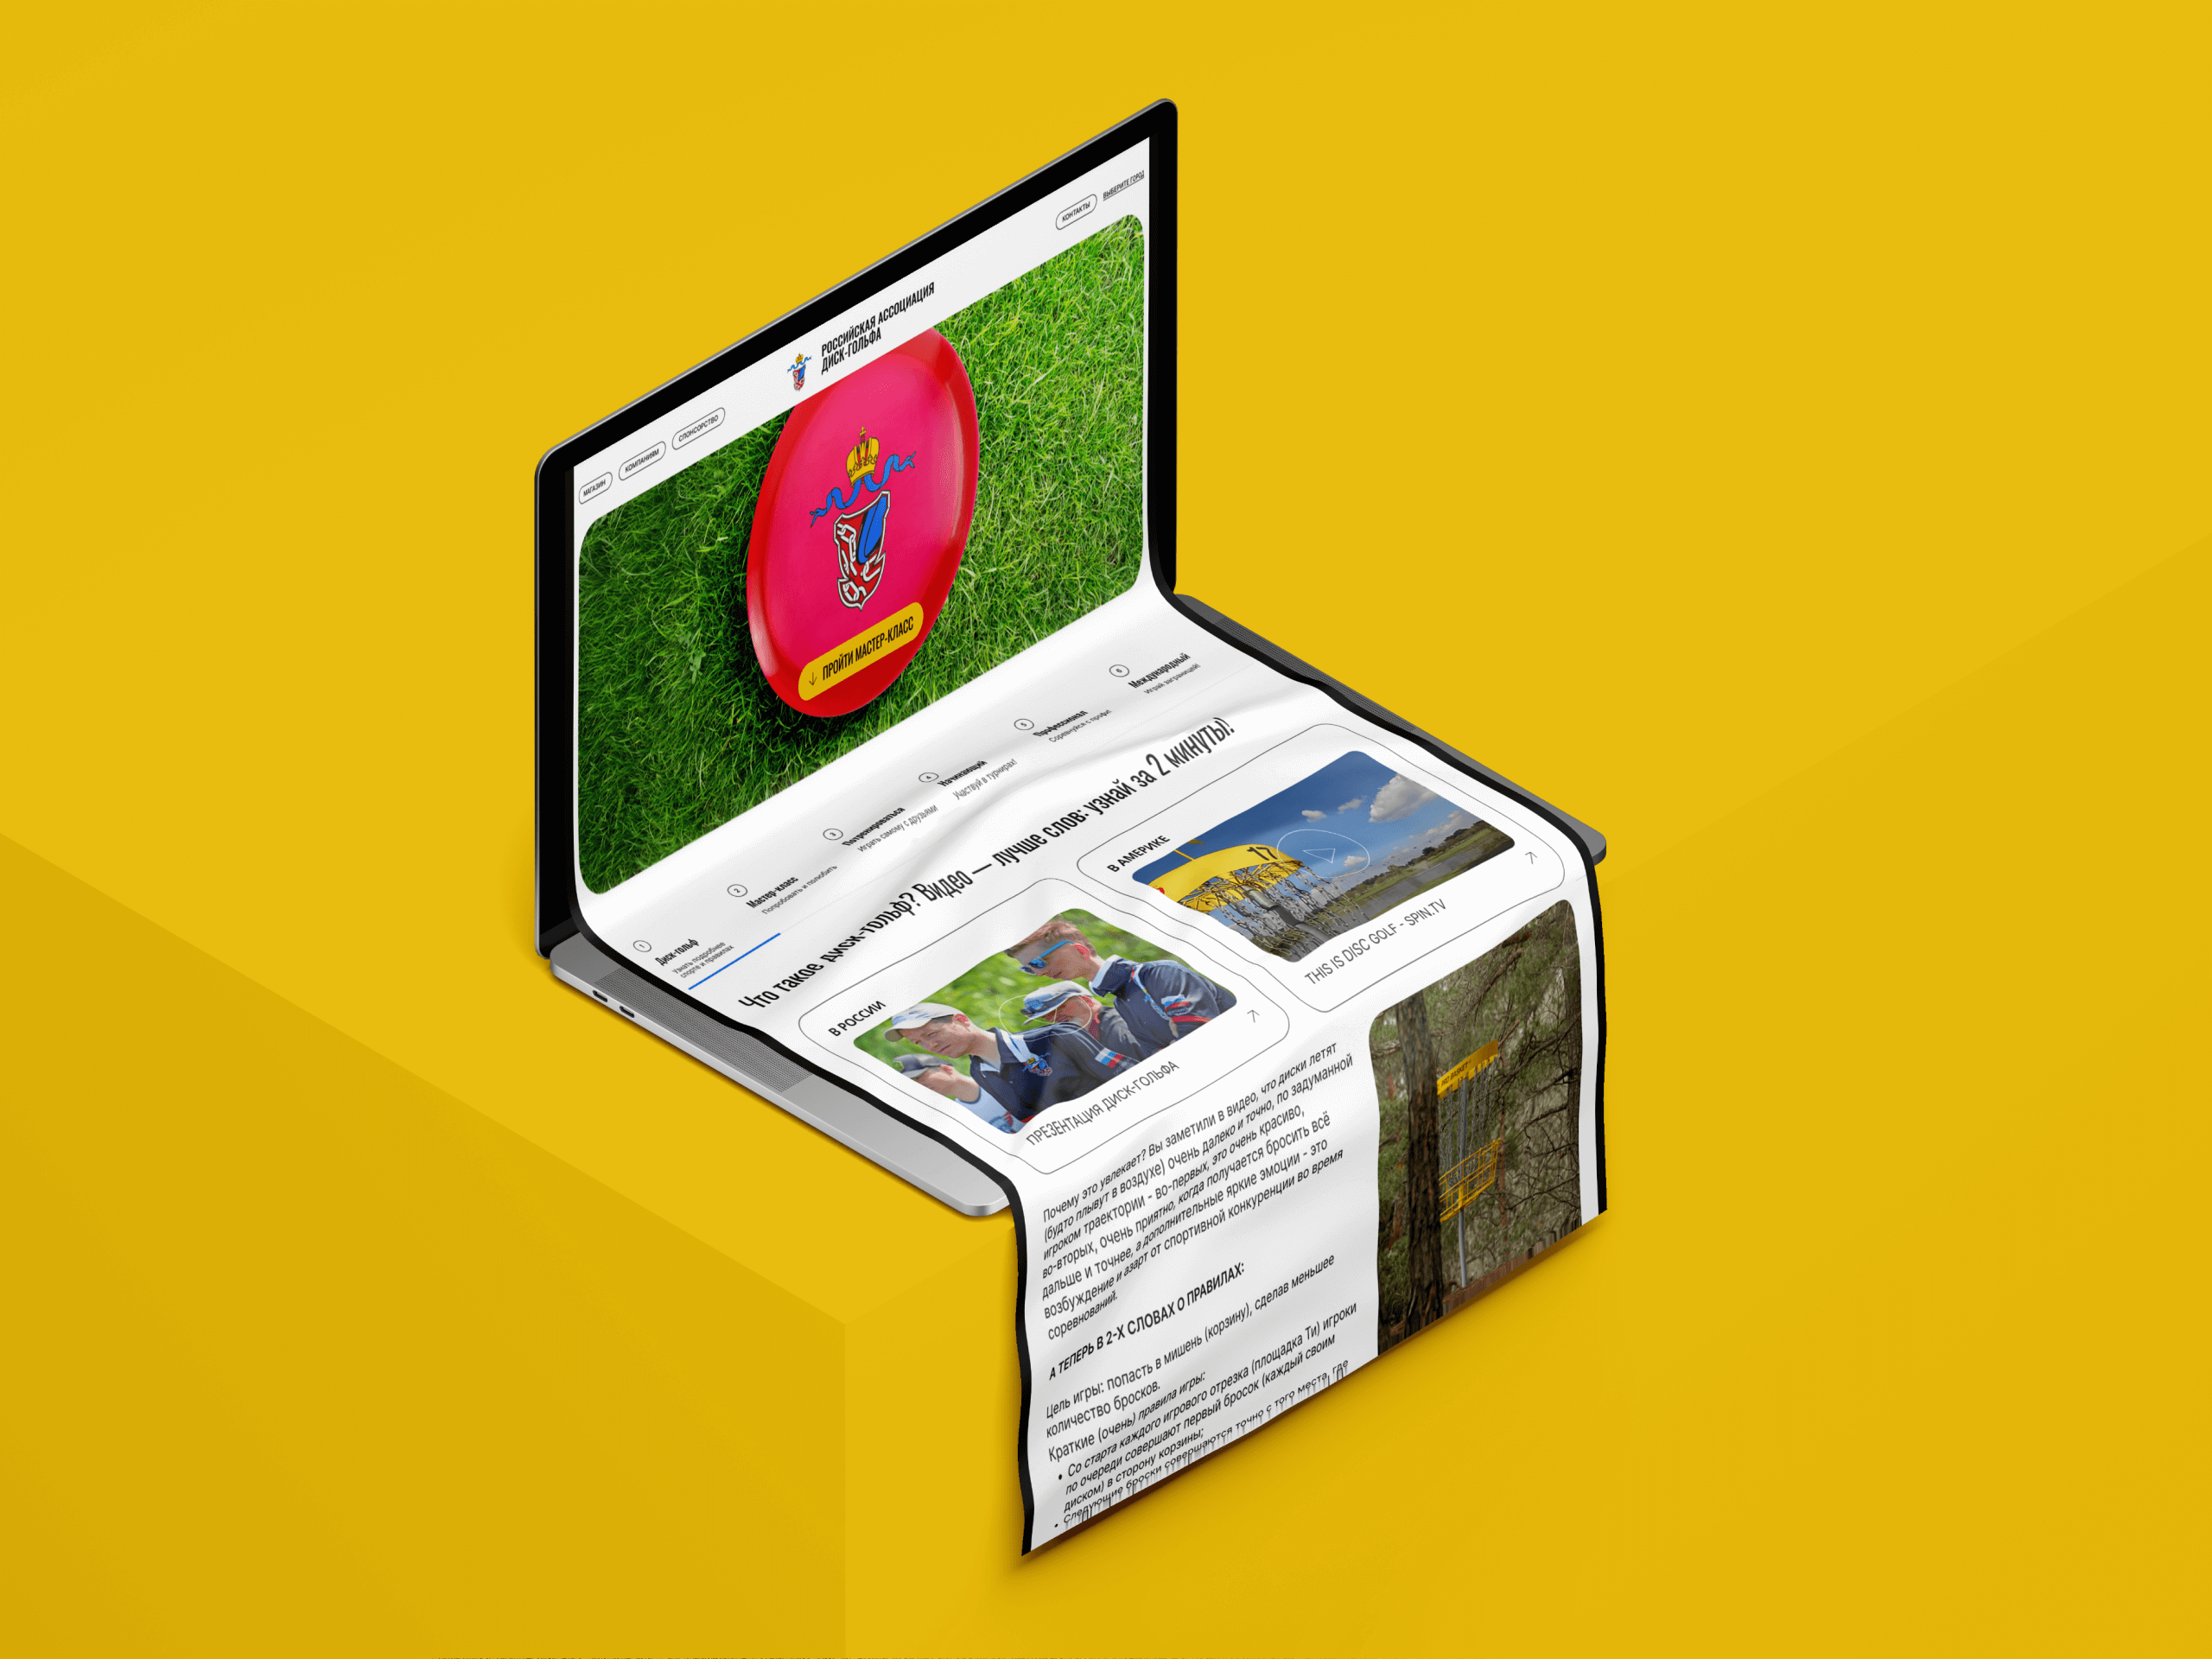 МАГАЗИН
КОМПАНИЯМ
СПОНСОРСТВО
РОССИЙСКАЯ АССОЦИАЦИЯ
ДИСК-ГОЛЬФА
КОНТАКТЫ
ВЫБЕРИТЕ ГОРОД
ПРОЙТИ МАСТЕР-КЛАСС
1
Диск-гольф
Узнать подробнее
спорте и правилах
2
Мастер-класс
Попробовать и полюбить
3
Потренироваться
Играть самому с друзьями
4
Начинающий
Участвуй в турнирах!
5
Профессионал
Соревнуйся с профи!
6
Международный
Играй заграницей!
Что такое диск-гольф? Видео — лучше слов: узнай за 2 минуты!
В РОССИИ
ПРЕЗЕНТАЦИЯ ДИСК-ГОЛЬФА
В АМЕРИКЕ
17
THIS IS DISC GOLF - SPIN.TV
Почему это увлекает? Вы заметили в видео, что диски летят
(будто плывут в воздухе) очень далеко и точно, по задуманной
игроком траектории - во-первых, это очень красиво,
во-вторых, очень приятно, когда получается бросить всё
дальше и точнее, а дополнительные яркие эмоции - это
возбуждение и азарт от спортивной конкуренции во время
соревнований.
А ТЕПЕРЬ В 2-Х СЛОВАХ О ПРАВИЛАХ:
Цель игры: попасть в мишень (корзину), сделав меньшее
количество бросков.
Краткие (очень) правила игры:
• Со старта каждого игрового отрезка (площадка Ти) игроки
по очереди совершают первый бросок (каждый своим
диском) в сторону корзины;
• Следующие броски совершаются точно с того места, где